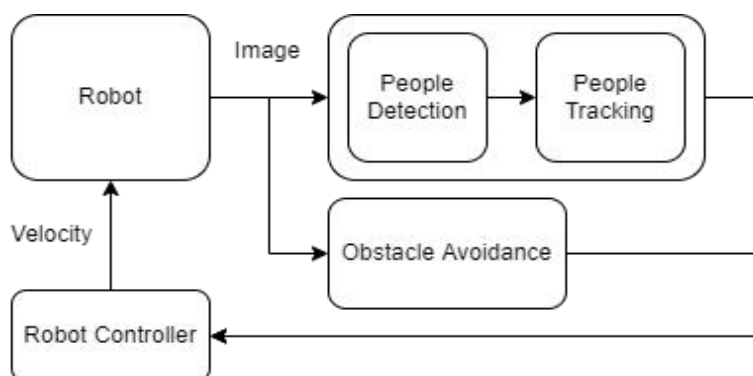 Image
Robot
People
Detection
People
Tracking
Velocity
Obstacle Avoidance
Robot Controller